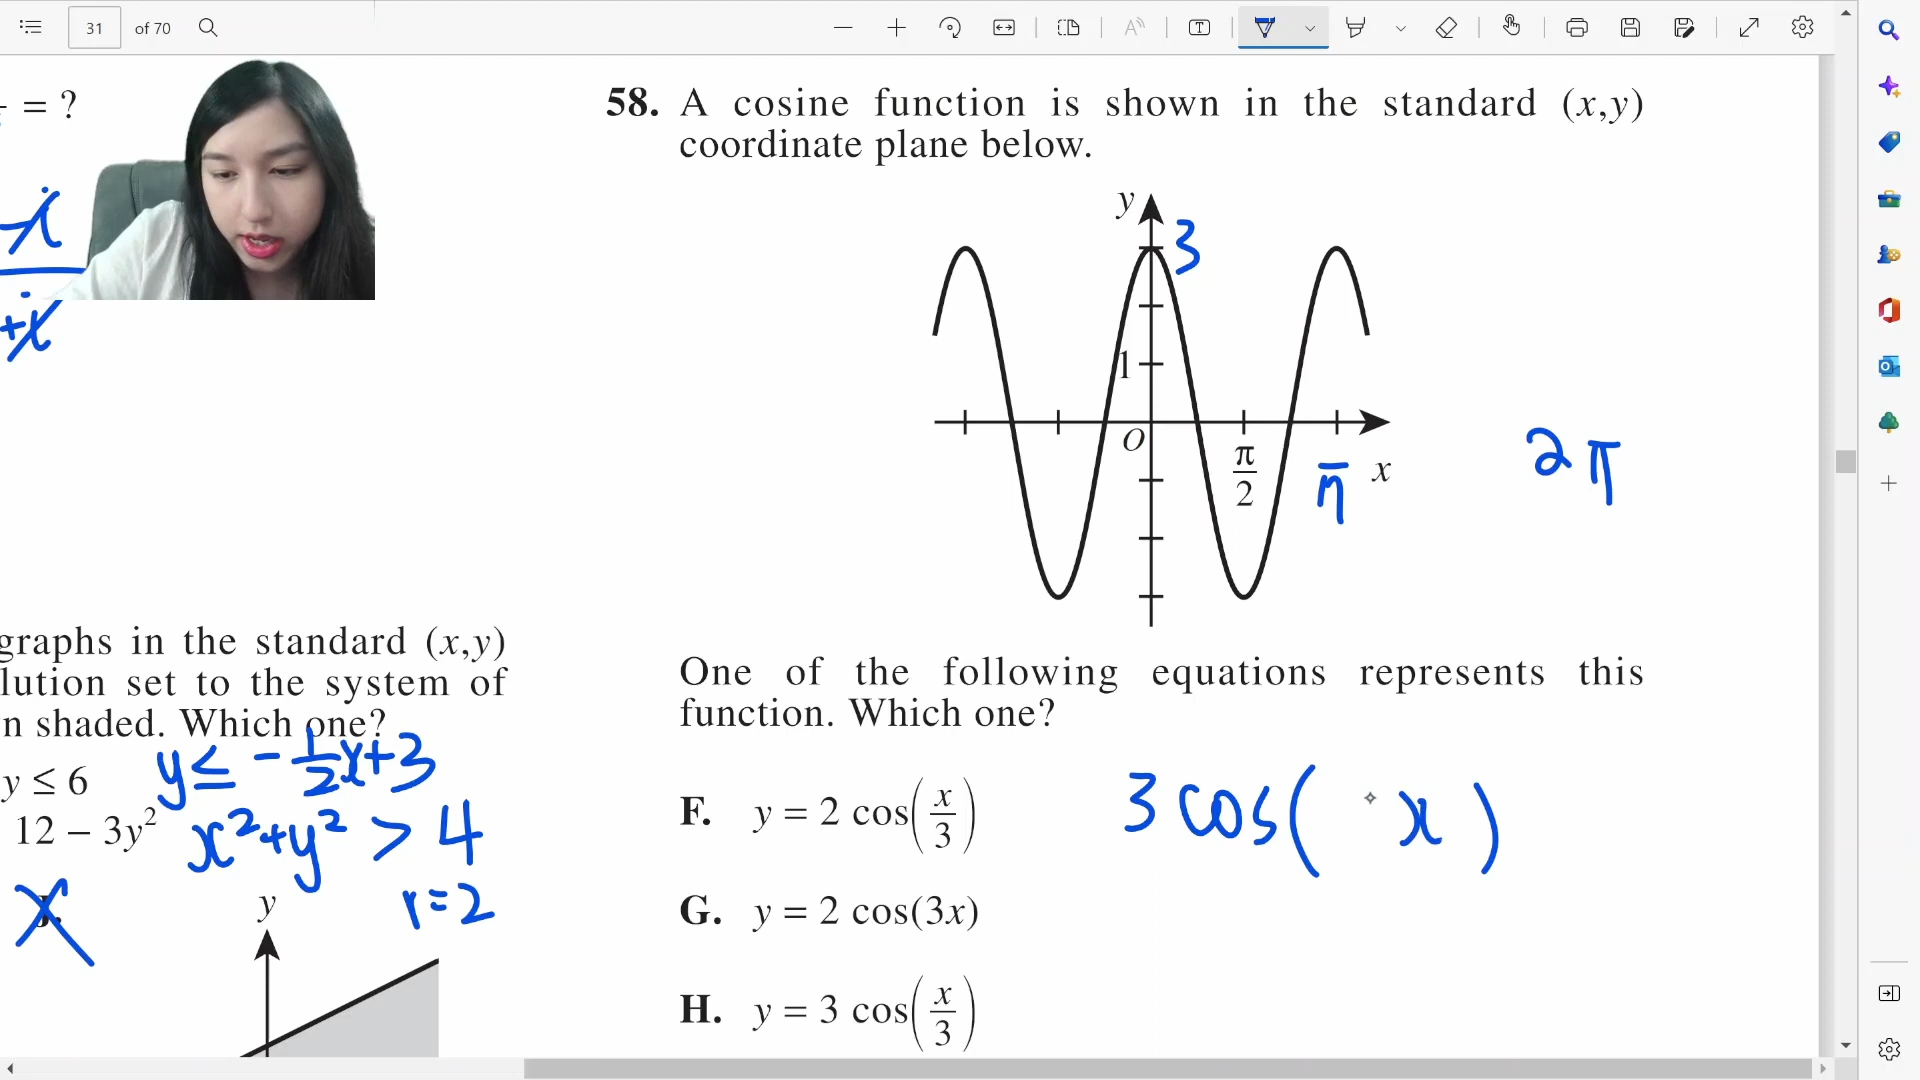 31 of 70
= ?
-i
+i
58. A cosine function is shown in the standard (x,y)
coordinate plane below.
y
3
1
O
π/2
π
x
2π
One of the following equations represents this
function. Which one?
F. y = 2 cos(x/3)
3 cos( x )
G. y = 2 cos(3x)
H. y = 3 cos(x/3)
graphs in the standard (x,y)
lution set to the system of
n shaded. Which one?
y ≤ -1/2x+3
y ≤ 6
12 − 3y²
x²+y² > 4
r=2
y